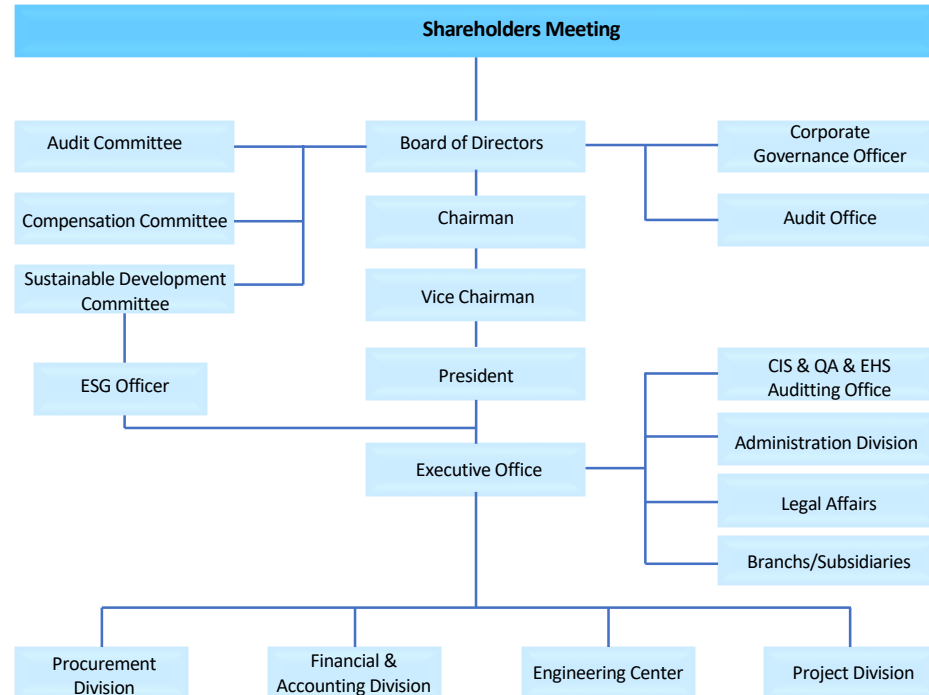 Shareholders Meeting
Audit Committee
Board of Directors
Corporate
Governance Officer
Compensation Committee
Chairman
Audit Office
Sustainable Development
Committee
Vice Chairman
ESG Officer
President
CIS & QA & EHS
Auditting Office
Executive Office
Administration Division
Legal Affairs
Branchs/Subsidiaries
Procurement
Division
Financial &
Accounting Division
Engineering Center
Project Division